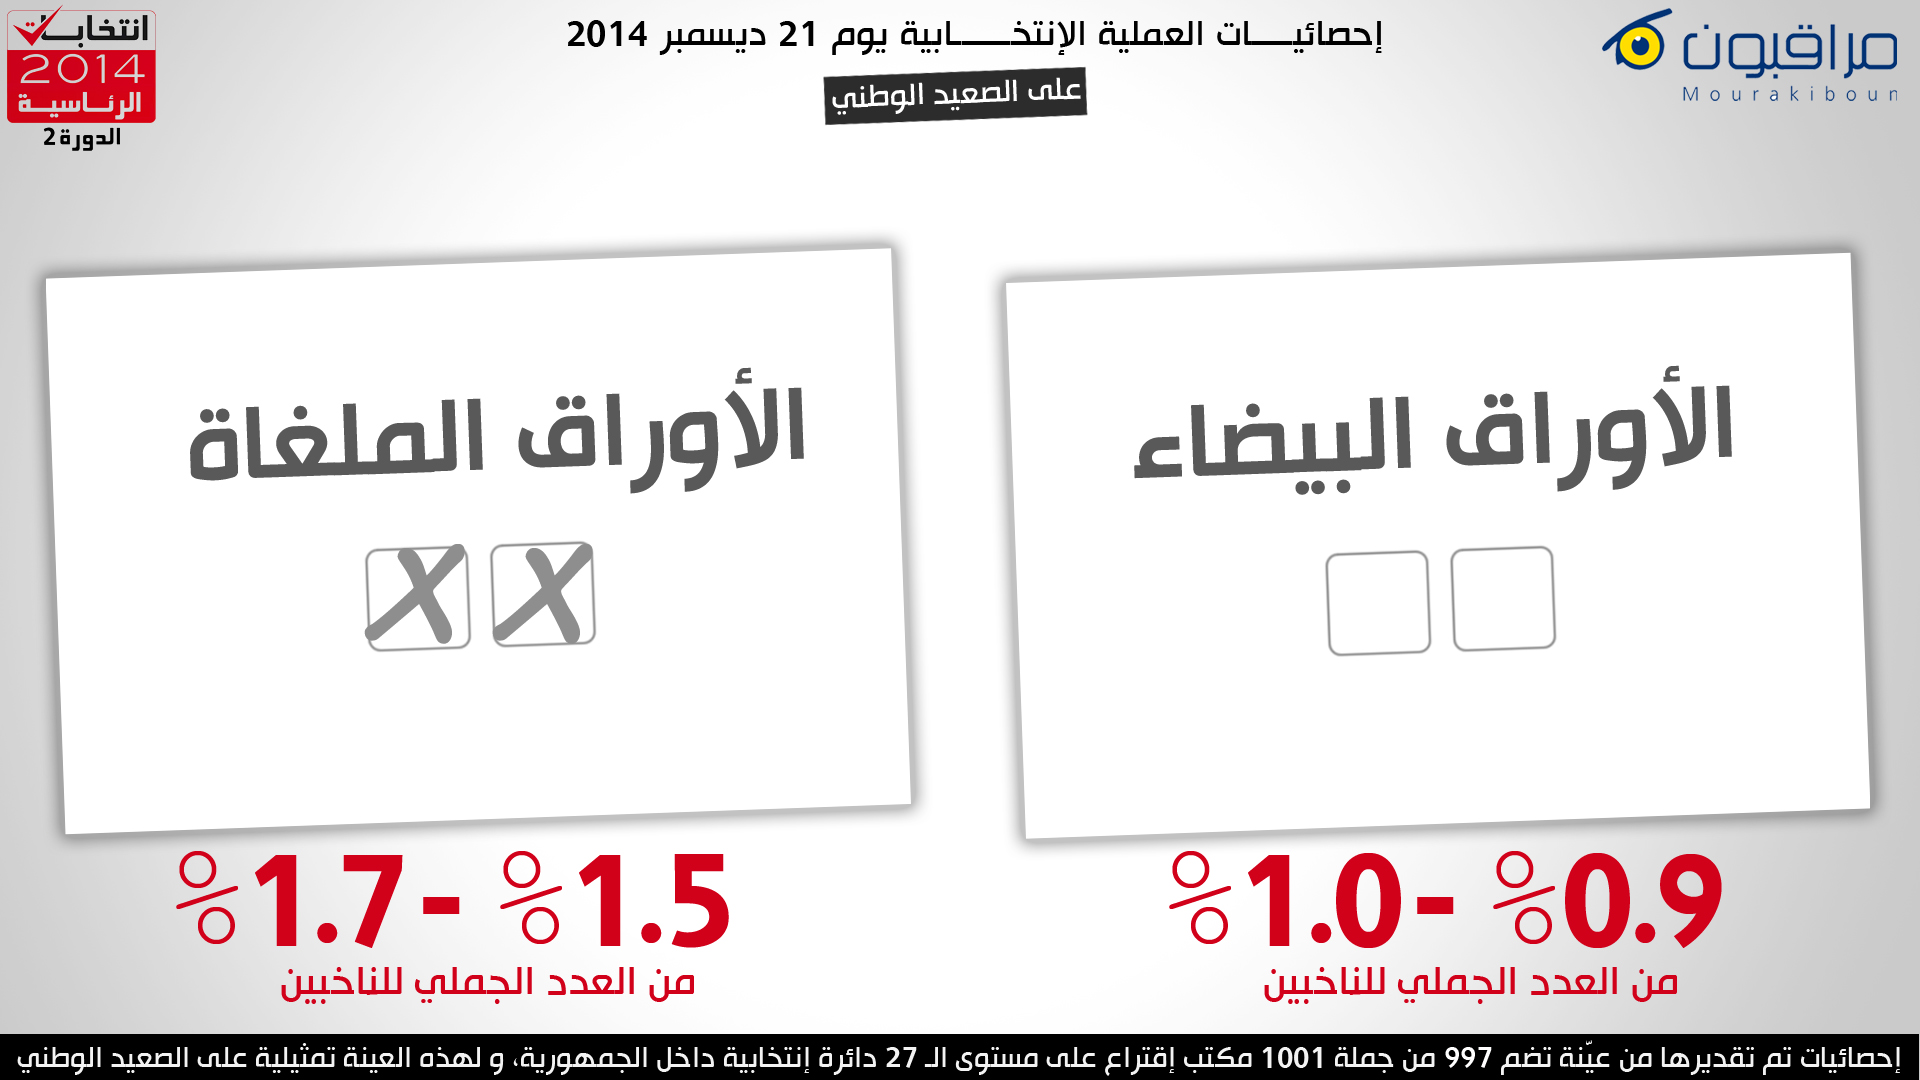 إحصائيات العملية الإنتخابية يوم 21 ديسمبر 2014
على الصعيد الوطني
مراقبون
Mourakiboun
انتخابات
2014
الرئاسية
الدورة 2
الأوراق البيضاء
0.9% - 1.0%
من العدد الجملي للناخبين
الأوراق الملغاة
1.5% - 1.7%
من العدد الجملي للناخبين
إحصائيات تم تقديرها من عيّنة تضم 997 من جملة 1001 مكتب إقتراع على مستوى الـ 27 دائرة إنتخابية داخل الجمهورية، و لهذه العينة تمثيلية على الصعيد الوطني